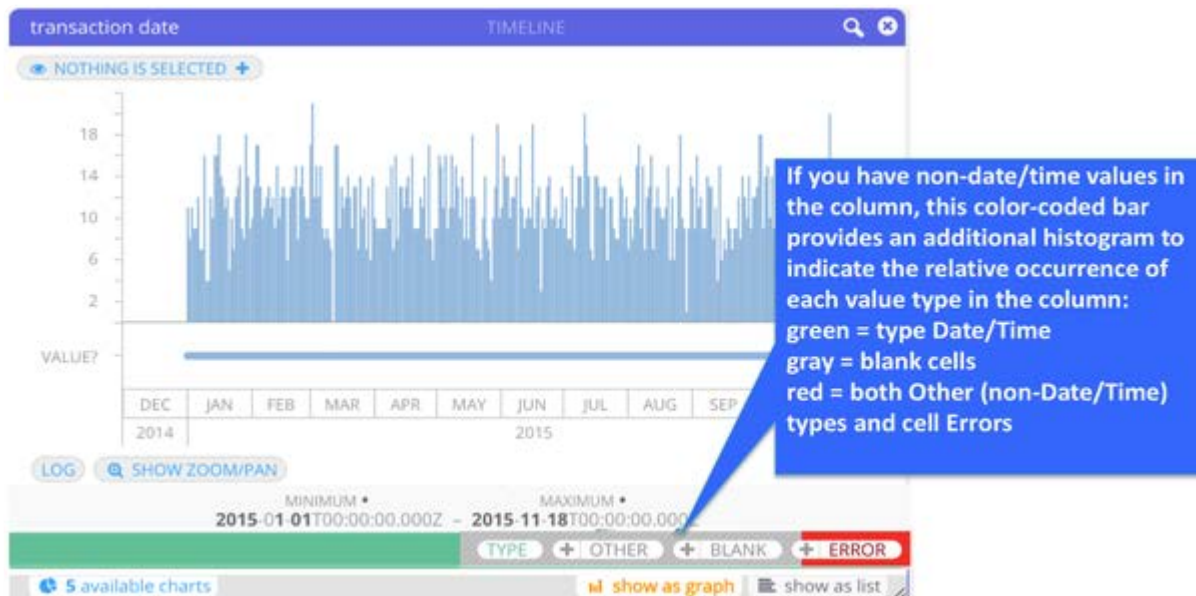 transaction date TIMELINE
NOTHING IS SELECTED +
18
14
10
6
2
VALUE?
DEC JAN FEB MAR APR MAY JUN JUL AUG SEP
2014 2015
If you have non-date/time values in
the column, this color-coded bar
provides an additional histogram to
indicate the relative occurrence of
each value type in the column:
green = type Date/Time
gray = blank cells
red = both Other (non-Date/Time)
types and cell Errors
LOG SHOW ZOOM/PAN
MINIMUM • MAXIMUM •
2015-01-01T00:00:00.000Z – 2015-11-18T00:00:00.000Z
TYPE + OTHER + BLANK + ERROR
5 available charts show as graph show as list